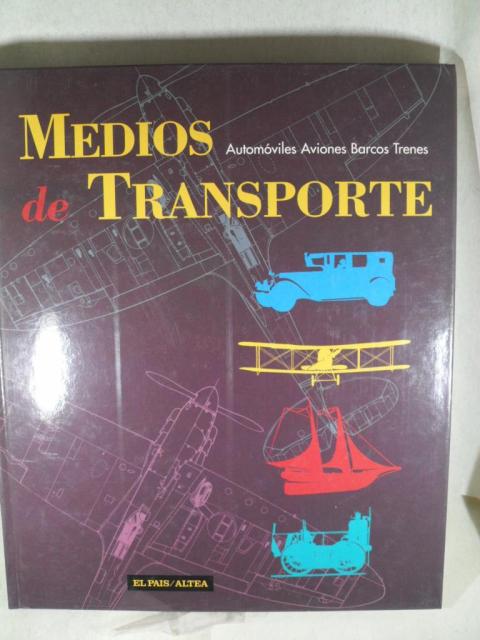 MEDIOS
Automóviles Aviones Barcos Trenes
de TRANSPORTE
EL PAIS/ALTEA